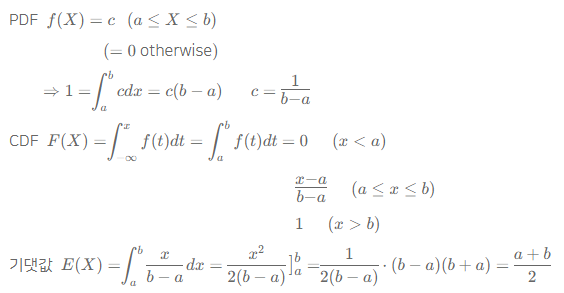 PDF f(X) = c (a ≤ X ≤ b)
(= 0 otherwise)
⇒ 1 = ∫_a^b cdx = c(b − a) c = 1/(b−a)
CDF F(X) = ∫_{−∞}^x f(t)dt = ∫_a^b f(t)dt = 0 (x < a)
(x−a)/(b−a) (a ≤ x ≤ b)
1 (x > b)
기댓값 E(X) = ∫_a^b x/(b − a) dx = x²/(2(b − a)) ]_a^b = 1/(2(b − a)) · (b − a)(b + a) = (a + b)/2